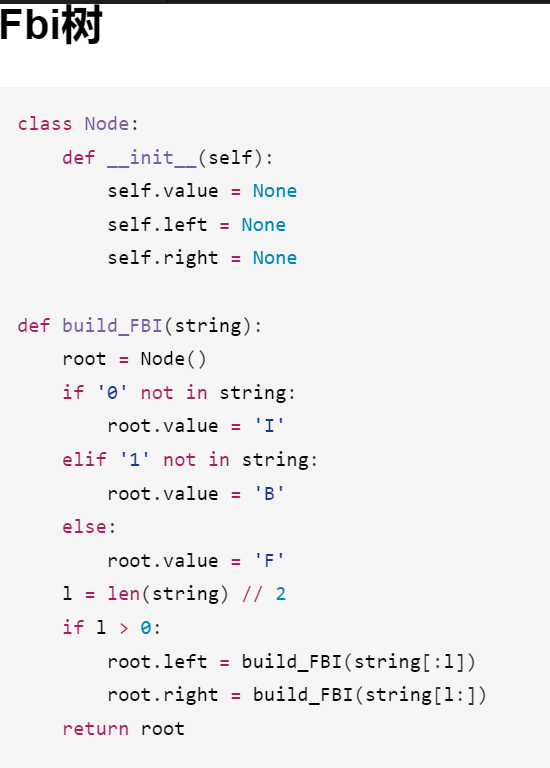 Fbi树
class Node:
    def __init__(self):
        self.value = None
        self.left = None
        self.right = None

def build_FBI(string):
    root = Node()
    if '0' not in string:
        root.value = 'I'
    elif '1' not in string:
        root.value = 'B'
    else:
        root.value = 'F'
    l = len(string) // 2
    if l > 0:
        root.left = build_FBI(string[:l])
        root.right = build_FBI(string[l:])
    return root